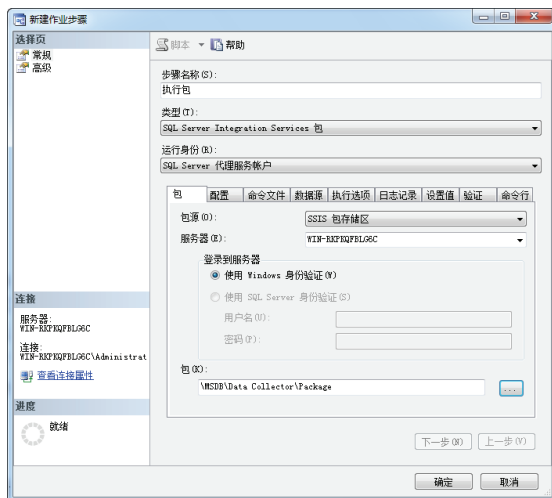 新建作业步骤
选择页
常规
高级
脚本
帮助
步骤名称(S):
执行包
类型(T):
SQL Server Integration Services 包
运行身份(R):
SQL Server 代理服务帐户
包 配置 命令文件 数据源 执行选项 日志记录 设置值 验证 命令行
包源(O):
SSIS 包存储区
服务器(E):
WIN-RKPKQFBLG6C
登录到服务器
使用 Windows 身份验证(W)
使用 SQL Server 身份验证(S)
用户名(U):
密码(P):
包(K):
\MSDB\Data Collector\Package
...
连接
服务器:
WIN-RKPKQFBLG6C
连接:
WIN-RKPKQFBLG6C\Administrat
查看连接属性
进度
就绪
下一步(N) 上一步(V)
确定 取消